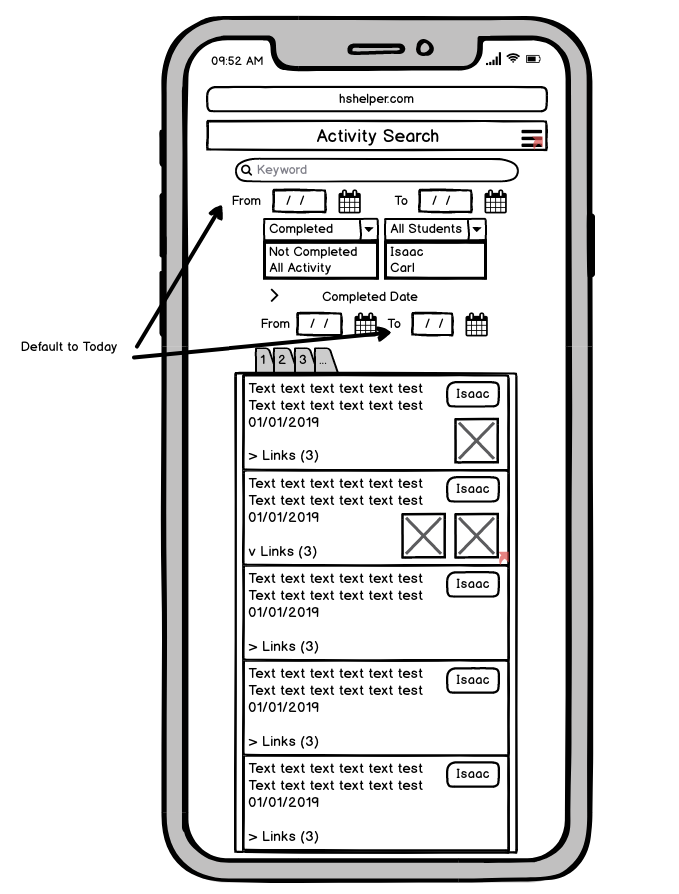 09:52 AM
hshelper.com
Activity Search
Keyword
From / / To / /
Completed All Students
Not Completed Isaac
All Activity Carl
> Completed Date
From / / To / /
Default to Today
1 2 3 ...
Text text text text text test Isaac
Text text text text text test
01/01/2019
> Links (3)
Text text text text text test Isaac
Text text text text text test
01/01/2019
v Links (3)
Text text text text text test Isaac
Text text text text text test
01/01/2019
> Links (3)
Text text text text text test Isaac
Text text text text text test
01/01/2019
> Links (3)
Text text text text text test Isaac
Text text text text text test
01/01/2019
> Links (3)